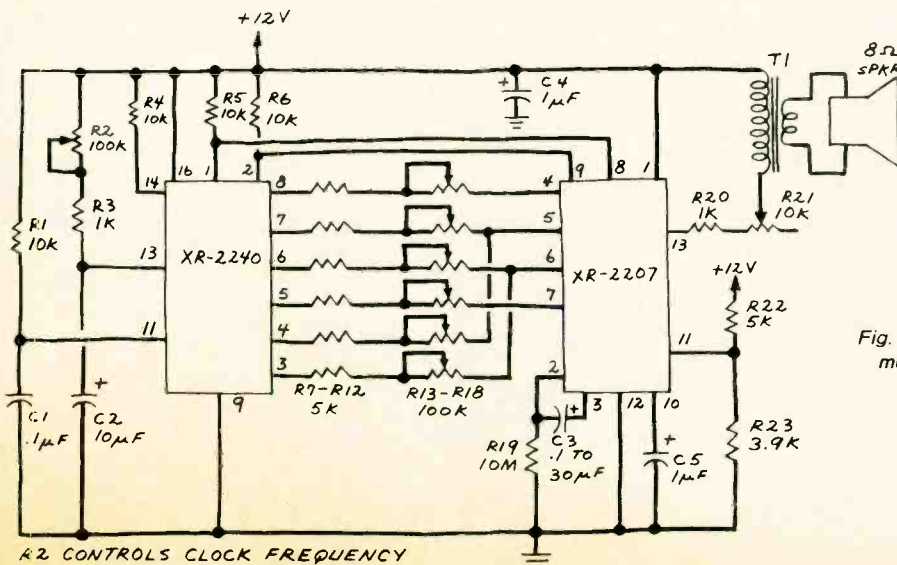 +12V
T1
8Ω
SPKR
C4
1μF
R4
10K
R5
10K
R6
10K
R2
100K
16
1
2
9
8
1
14
8
4
R3
1K
7
5
R20
1K
R21
10K
R1
10K
13
XR-2240
6
6
XR-2207
13
+12V
5
7
R22
5K
11
4
11
3
2
Fig.
R7-R12
5K
R13-R18
100K
9
3
12
10
C1
.1μF
C2
10μF
R19
10M
C3
.1 TO
30μF
C5
1μF
R23
3.9K
R2 CONTROLS CLOCK FREQUENCY